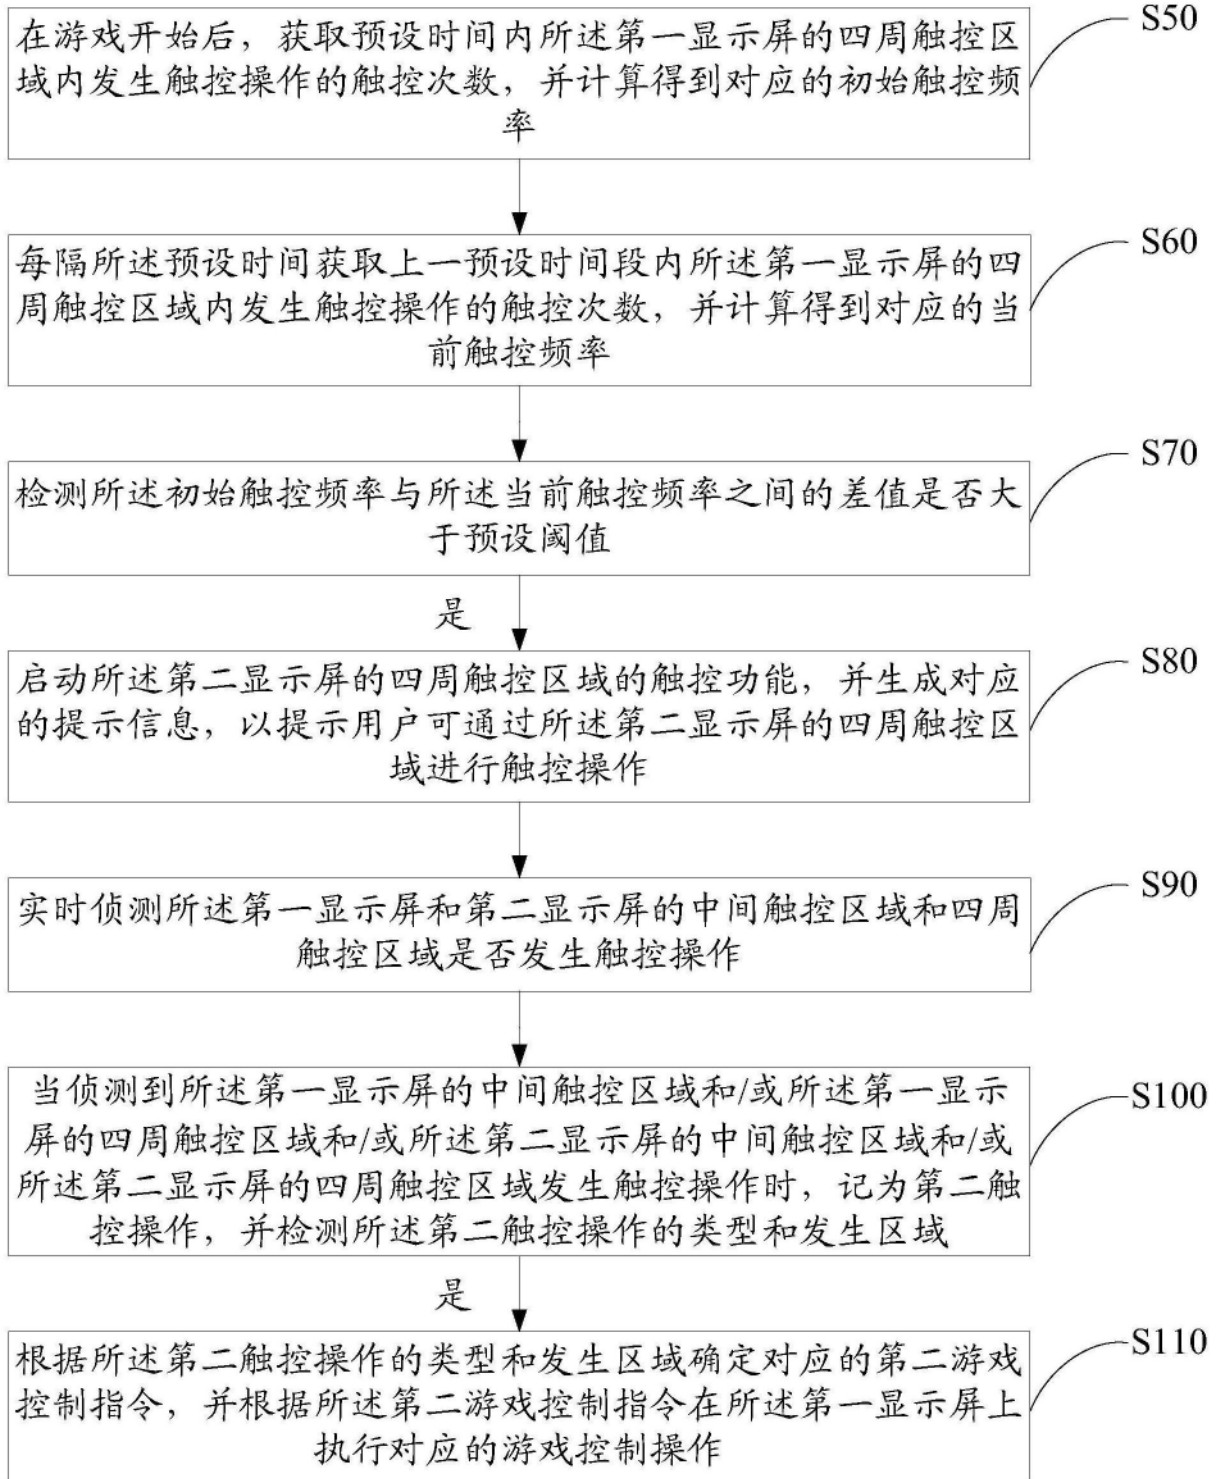 在游戏开始后，获取预设时间内所述第一显示屏的四周触控区
域内发生触控操作的触控次数，并计算得到对应的初始触控频
率
S50
每隔所述预设时间获取上一预设时间段内所述第一显示屏的四
周触控区域内发生触控操作的触控次数，并计算得到对应的当
前触控频率
S60
检测所述初始触控频率与所述当前触控频率之间的差值是否大
于预设阈值
S70
是
启动所述第二显示屏的四周触控区域的触控功能，并生成对应
的提示信息，以提示用户可通过所述第二显示屏的四周触控区
域进行触控操作
S80
实时侦测所述第一显示屏和第二显示屏的中间触控区域和四周
触控区域是否发生触控操作
S90
当侦测到所述第一显示屏的中间触控区域和/或所述第一显示
屏的四周触控区域和/或所述第二显示屏的中间触控区域和/或
所述第二显示屏的四周触控区域发生触控操作时，记为第二触
控操作，并检测所述第二触控操作的类型和发生区域
S100
是
根据所述第二触控操作的类型和发生区域确定对应的第二游戏
控制指令，并根据所述第二游戏控制指令在所述第一显示屏上
执行对应的游戏控制操作
S110